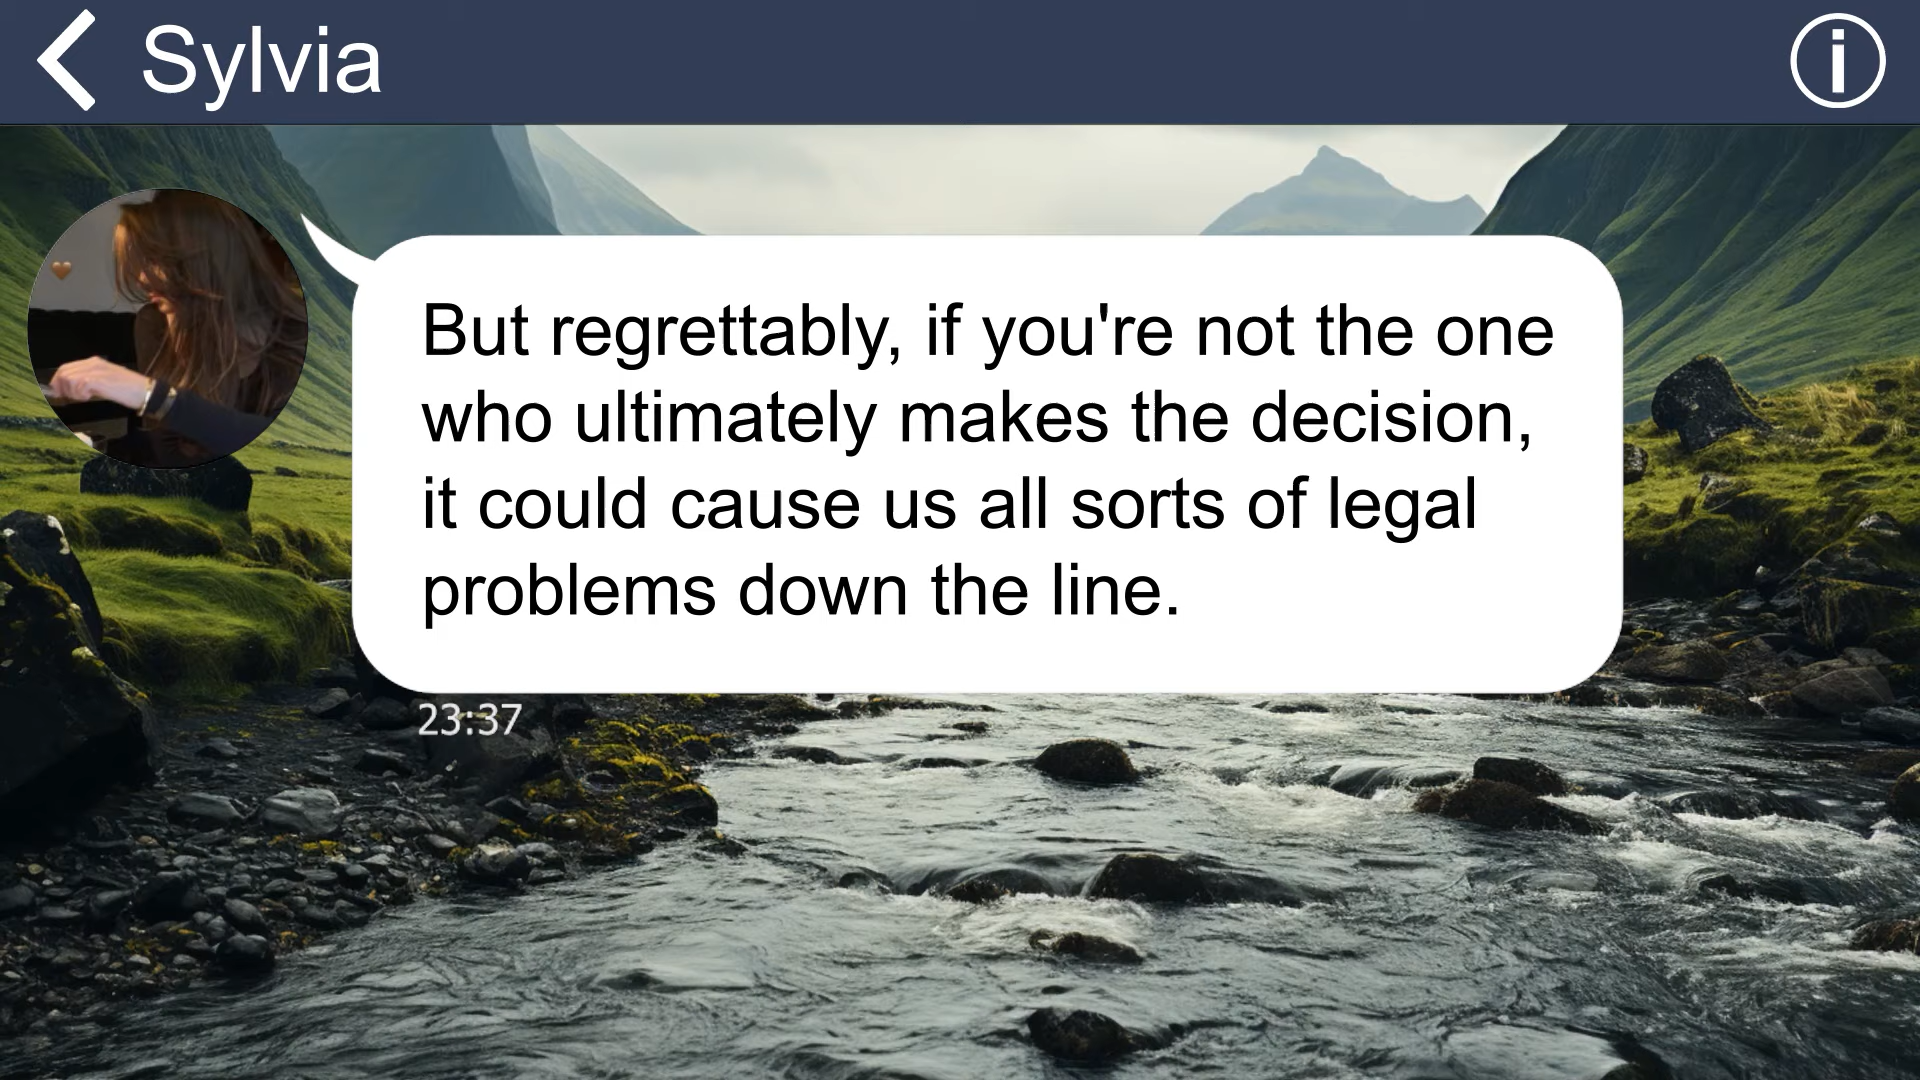 Sylvia
But regrettably, if you're not the one
who ultimately makes the decision,
it could cause us all sorts of legal
problems down the line.
23:37